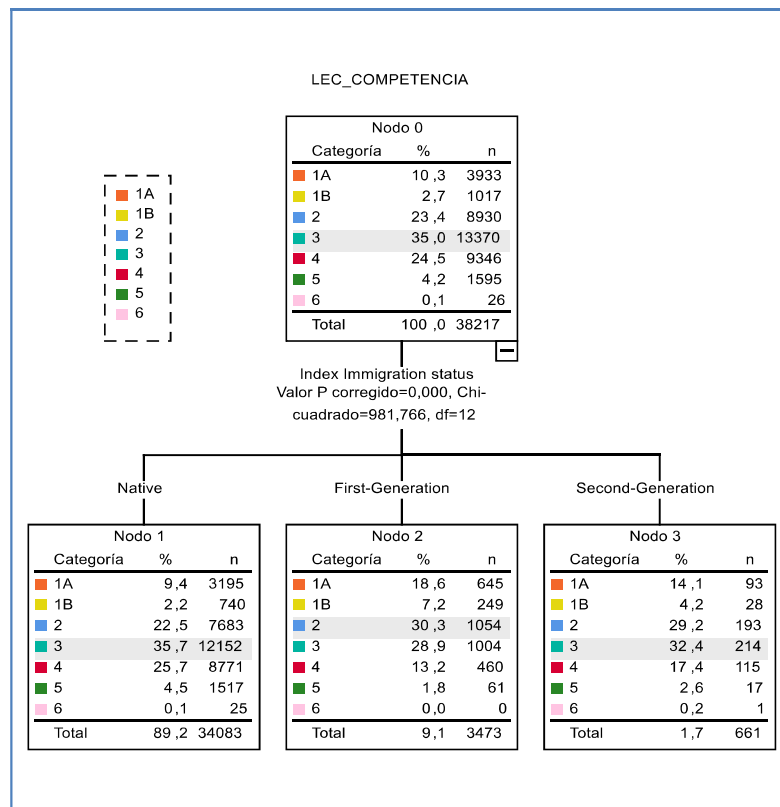 LEC_COMPETENCIA
Nodo 0
Categoría % n
1A 10 ,3 3933
1B 2 ,7 1017
2 23 ,4 8930
3 35 ,0 13370
4 24 ,5 9346
5 4 ,2 1595
6 0 ,1 26
Total 100 ,0 38217
1A
1B
2
3
4
5
6
Index Immigration status
Valor P corregido=0,000, Chi-
cuadrado=981,766, df=12
Native
First-Generation
Second-Generation
Nodo 1
Categoría % n
1A 9 ,4 3195
1B 2 ,2 740
2 22 ,5 7683
3 35 ,7 12152
4 25 ,7 8771
5 4 ,5 1517
6 0 ,1 25
Total 89 ,2 34083
Nodo 2
Categoría % n
1A 18 ,6 645
1B 7 ,2 249
2 30 ,3 1054
3 28 ,9 1004
4 13 ,2 460
5 1 ,8 61
6 0 ,0 0
Total 9 ,1 3473
Nodo 3
Categoría % n
1A 14 ,1 93
1B 4 ,2 28
2 29 ,2 193
3 32 ,4 214
4 17 ,4 115
5 2 ,6 17
6 0 ,2 1
Total 1 ,7 661